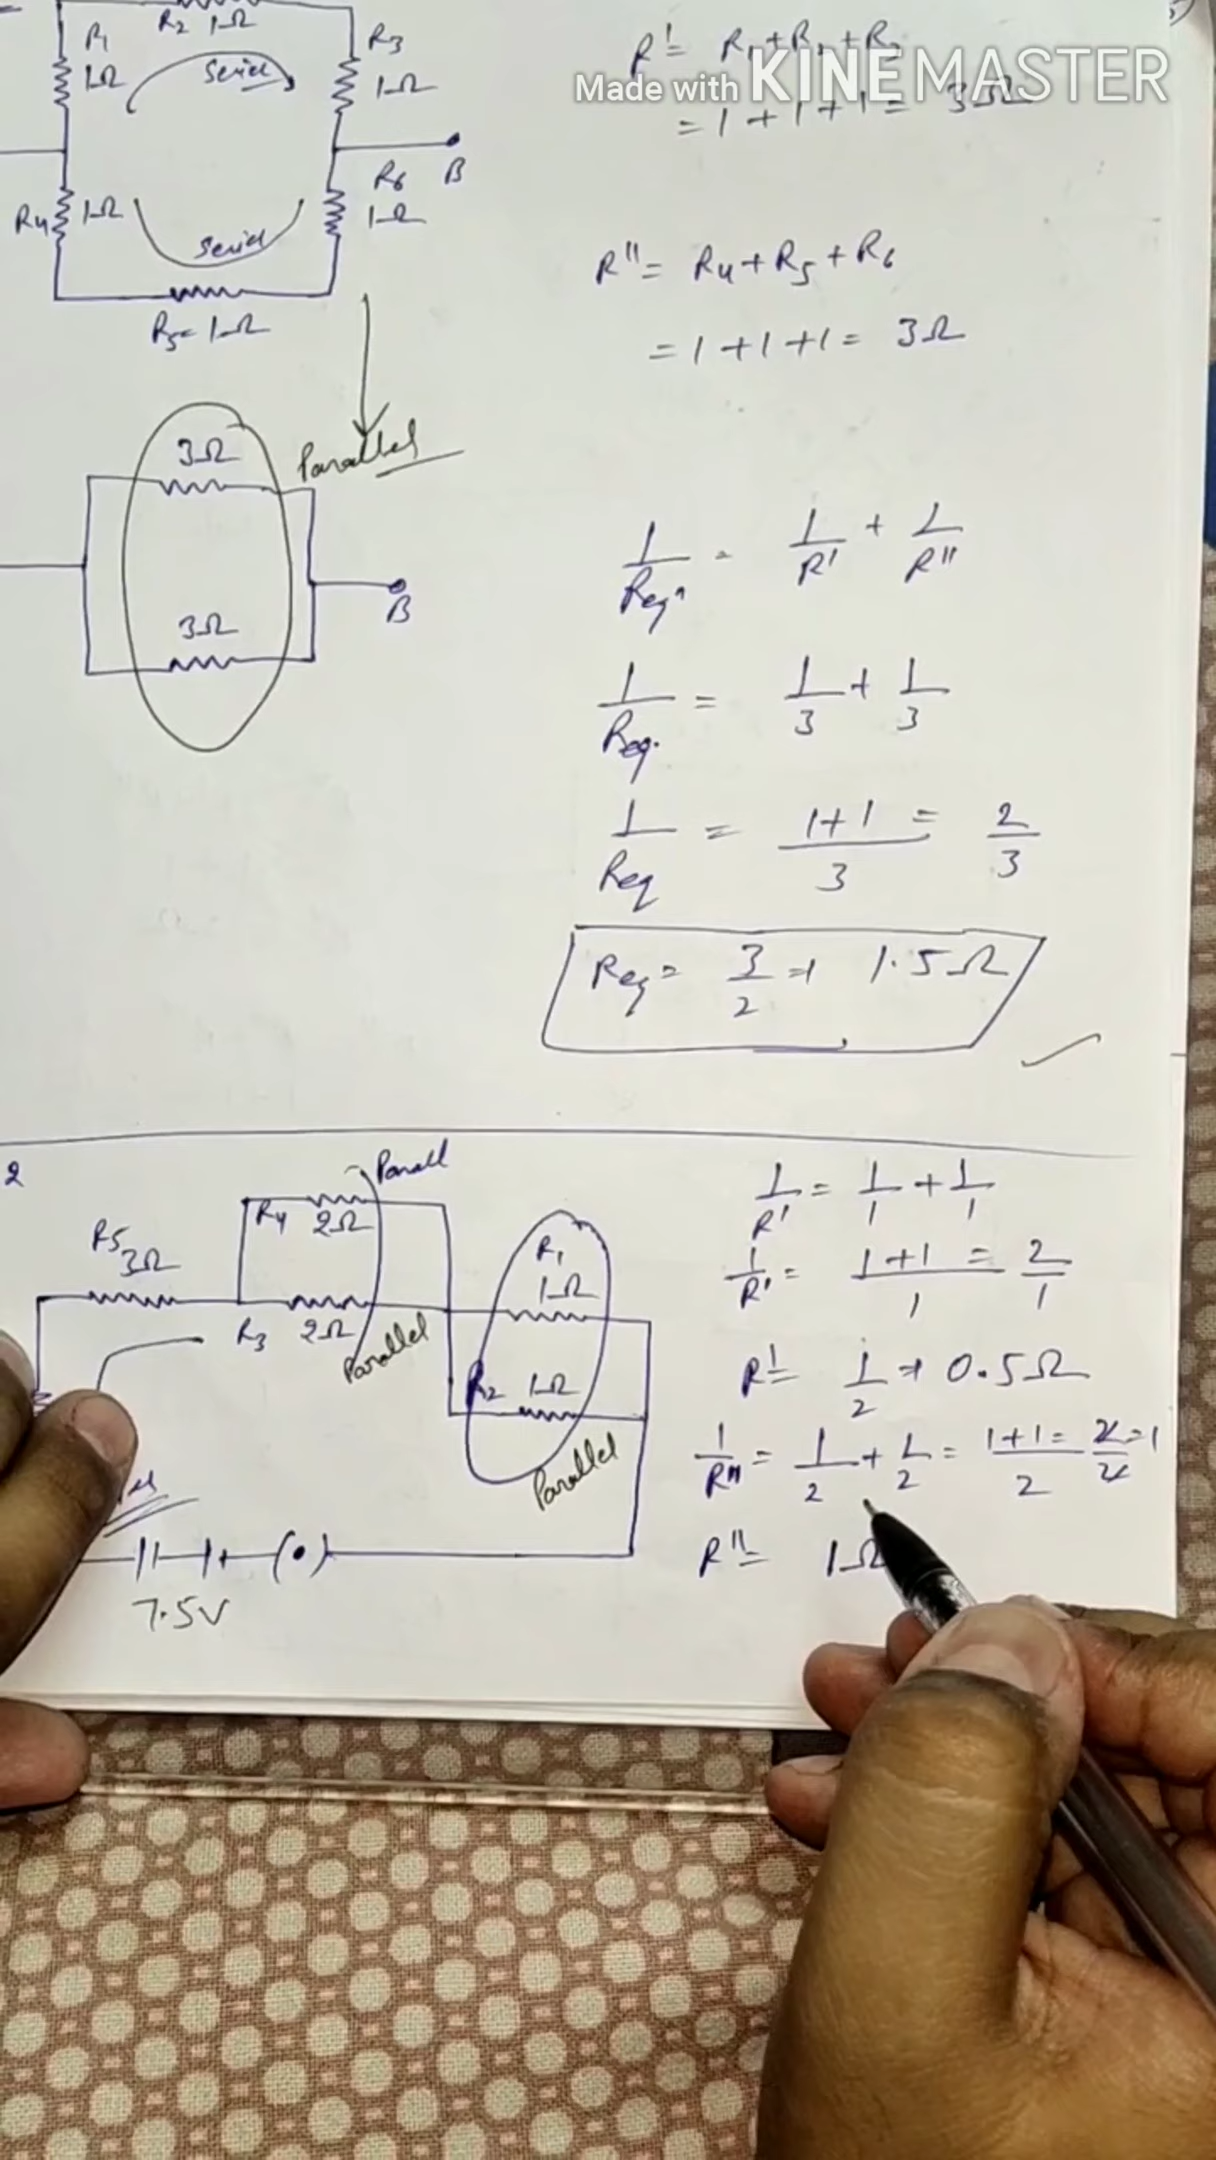 R2 1Ω
R1
1Ω
R3
1Ω
Series
R' = R1 + R2 + R3
Made with KINEMASTER
= 1 + 1 + 1 = 3Ω
R4 1Ω
R6
1Ω
B
Series
R5 = 1Ω
R'' = R4 + R5 + R6
= 1 + 1 + 1 = 3Ω
3Ω
Parallel
3Ω
B
1/Req = 1/R' + 1/R''
1/Req. = 1/3 + 1/3
1/Req = 1+1/3 = 2/3
Req = 3/2 = 1.5Ω
2
R5 3Ω
R4 2Ω
Parall
R3 2Ω
Parallel
R1
1Ω
R2 1Ω
Parallel
7.5V
1/R' = 1/1 + 1/1
1/R' = 1+1/1 = 2/1
R' = 1/2 = 0.5Ω
1/R'' = 1/2 + 1/2 = 1+1/2 = 2/2 = 1
R'' = 1Ω